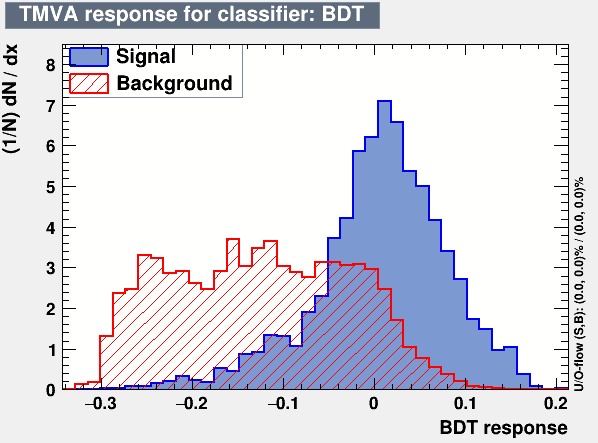 TMVA response for classifier: BDT
(1/N) dN / dx
Signal
Background
8
7
6
5
4
3
2
1
0
−0.3 −0.2 −0.1 0 0.1 0.2
BDT response
U/O-flow (S,B): (0.0, 0.0)% / (0.0, 0.0)%